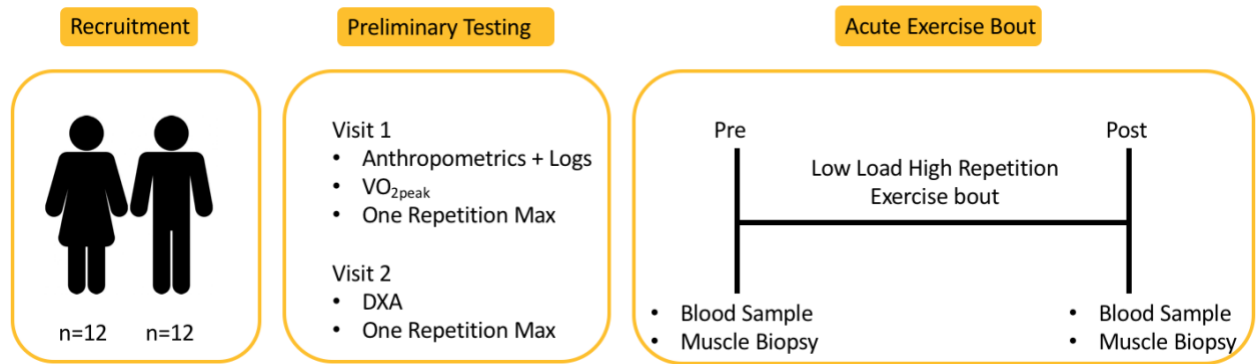 Recruitment
Preliminary Testing
Acute Exercise Bout
n=12
n=12
Visit 1
• Anthropometrics + Logs
• VO₂peak
• One Repetition Max
Visit 2
• DXA
• One Repetition Max
Pre
Post
Low Load High Repetition
Exercise bout
• Blood Sample
• Muscle Biopsy
• Blood Sample
• Muscle Biopsy